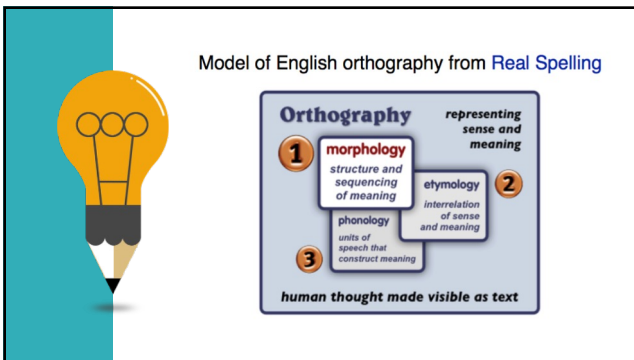 Model of English orthography from Real Spelling
Orthography
representing
sense and
meaning
1
morphology
structure and
sequencing
of meaning
etymology
2
interrelation
of sense
and meaning
phonology
units of
speech that
construct meaning
3
human thought made visible as text